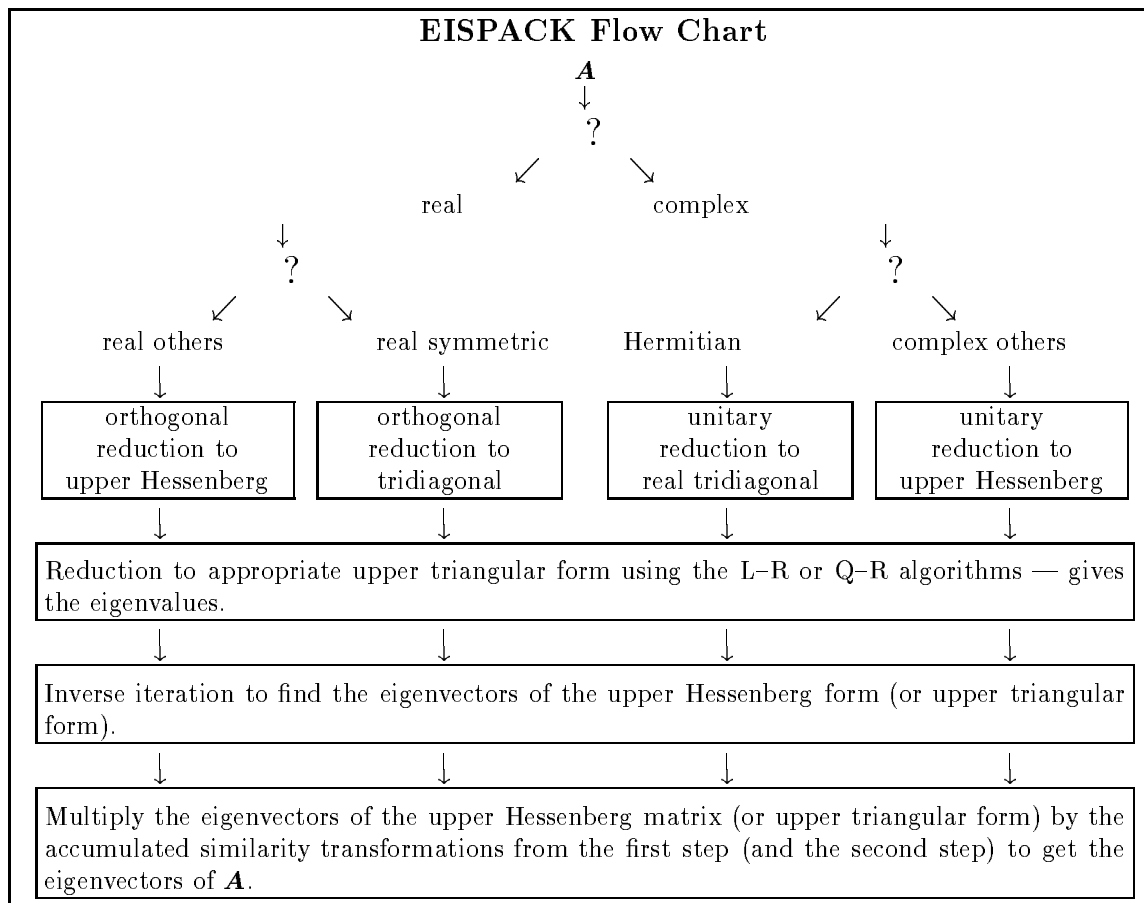 EISPACK Flow Chart
A
↓
?
↙ ↘
real complex
↓ ↓
? ?
↙ ↘ ↙ ↘
real others real symmetric Hermitian complex others
↓ ↓ ↓ ↓
orthogonal
reduction to
upper Hessenberg
orthogonal
reduction to
tridiagonal
unitary
reduction to
real tridiagonal
unitary
reduction to
upper Hessenberg
↓ ↓ ↓ ↓
Reduction to appropriate upper triangular form using the L–R or Q–R algorithms — gives
the eigenvalues.
↓ ↓ ↓ ↓
Inverse iteration to find the eigenvectors of the upper Hessenberg form (or upper triangular
form).
↓ ↓ ↓ ↓
Multiply the eigenvectors of the upper Hessenberg matrix (or upper triangular form) by the
accumulated similarity transformations from the first step (and the second step) to get the
eigenvectors of A.